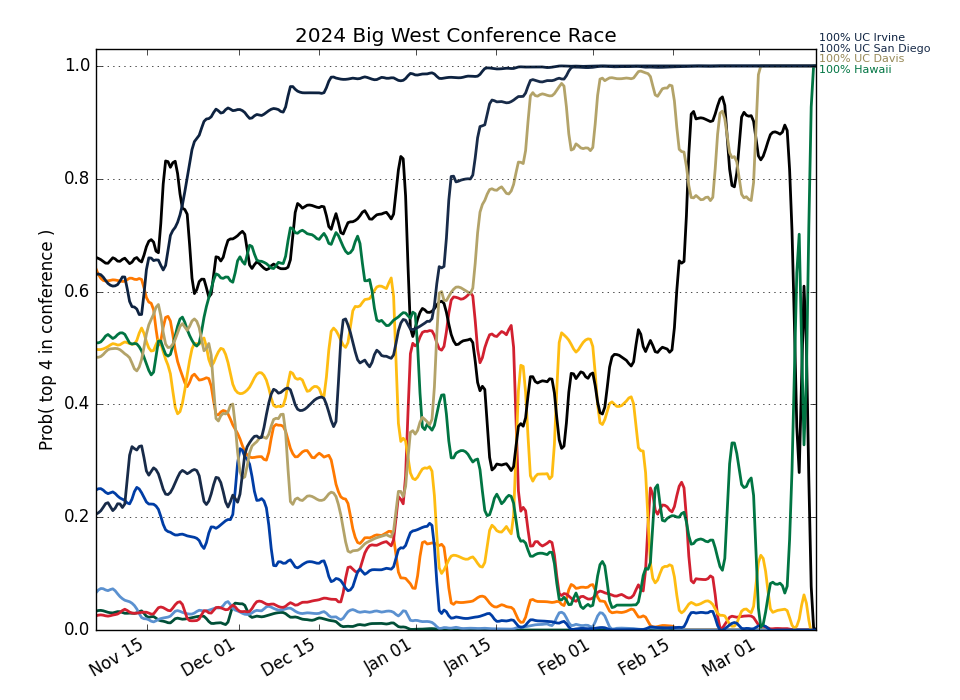 2024 Big West Conference Race
100% UC Irvine
100% UC San Diego
100% UC Davis
100% Hawaii
Prob( top 4 in conference )
1.0
0.8
0.6
0.4
0.2
0.0
Nov 15
Dec 01
Dec 15
Jan 01
Jan 15
Feb 01
Feb 15
Mar 01